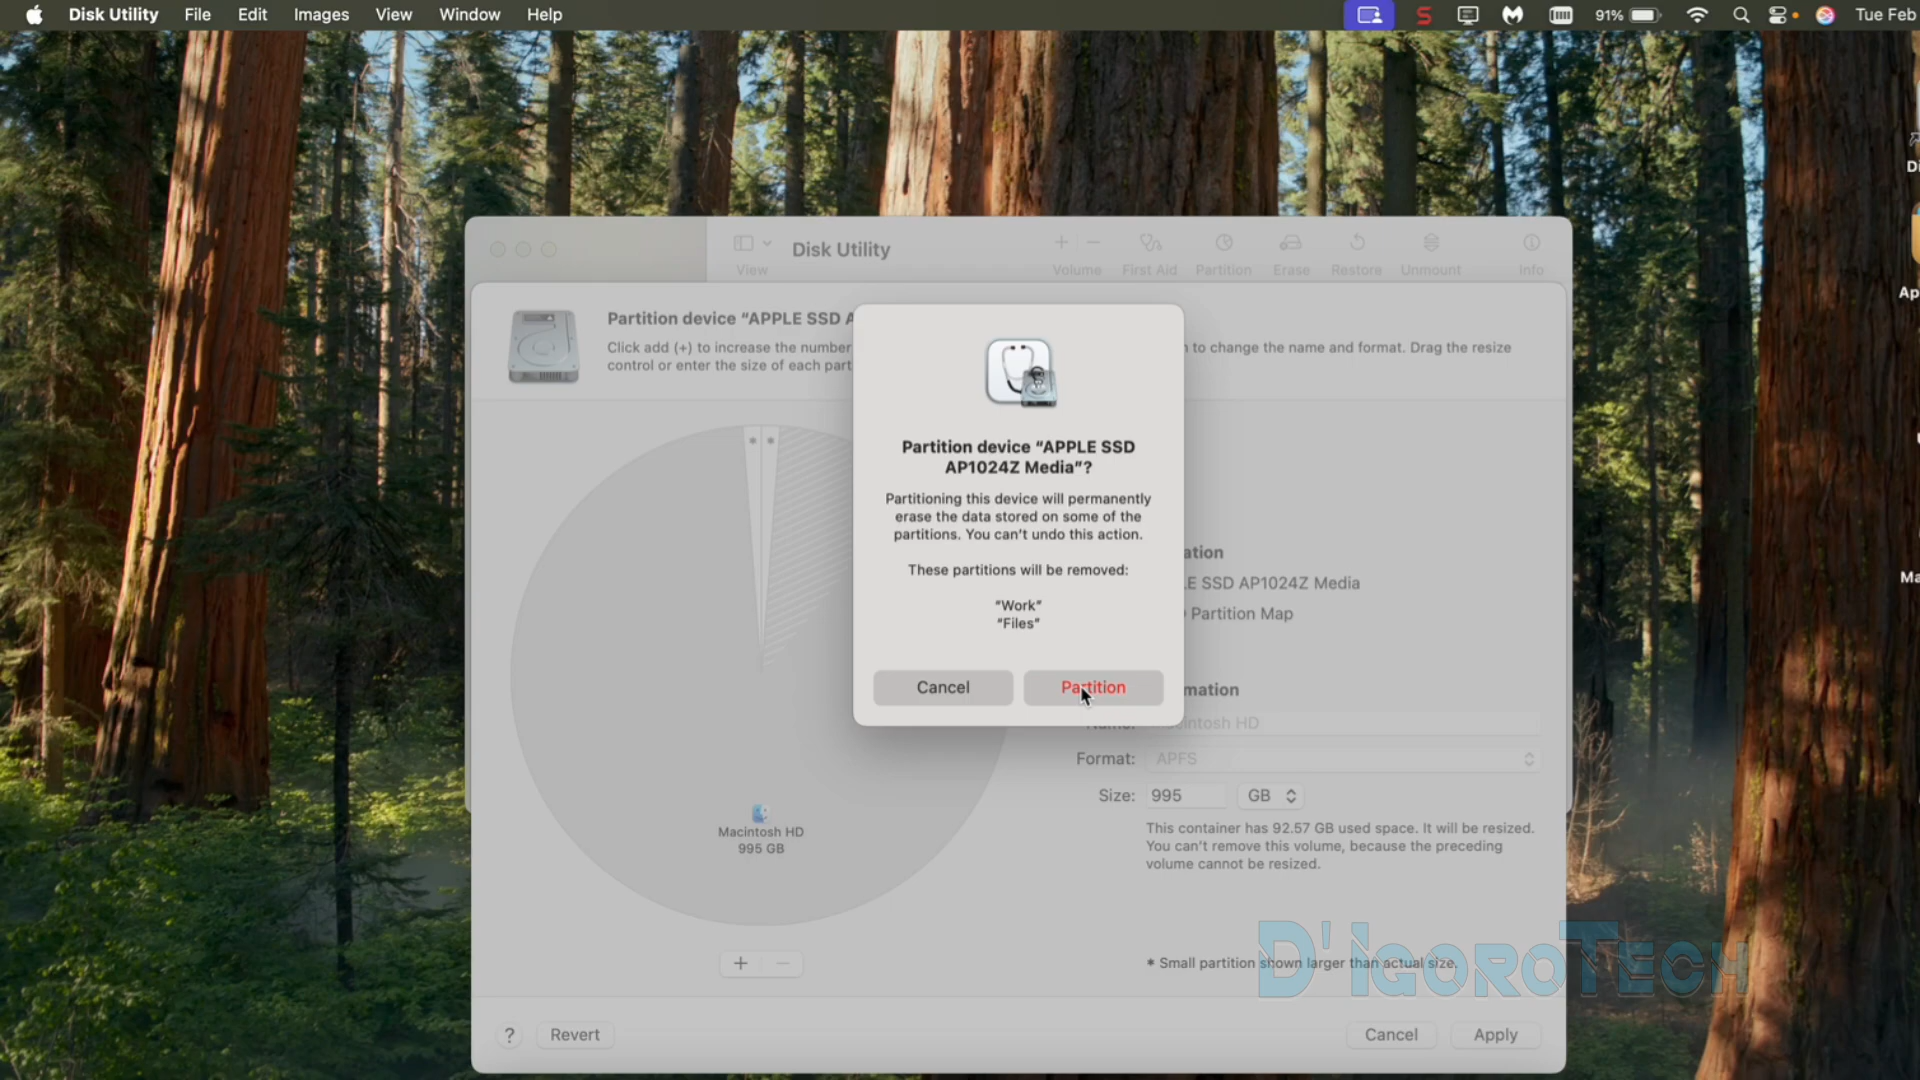 Disk Utility File Edit Images View Window Help
S 91% Tue Feb
Di
Ap
Ma
Disk Utility
View Volume First Aid Partition Erase Restore Unmount Info
Partition device “APPLE SSD A
Click add (+) to increase the number
control or enter the size of each part
to change the name and format. Drag the resize
Partition device “APPLE SSD
AP1024Z Media”?
Partitioning this device will permanently
erase the data stored on some of the
partitions. You can’t undo this action.
These partitions will be removed:
“Work”
“Files”
Cancel Partition
ation
E SSD AP1024Z Media
Partition Map
mation
Name: intosh HD
Format: APFS
Size: 995 GB
This container has 92.57 GB used space. It will be resized.
You can’t remove this volume, because the preceding
volume cannot be resized.
* *
Macintosh HD
995 GB
+ −
* Small partition shown larger than actual size.
D'IGOROTECH
? Revert Cancel Apply